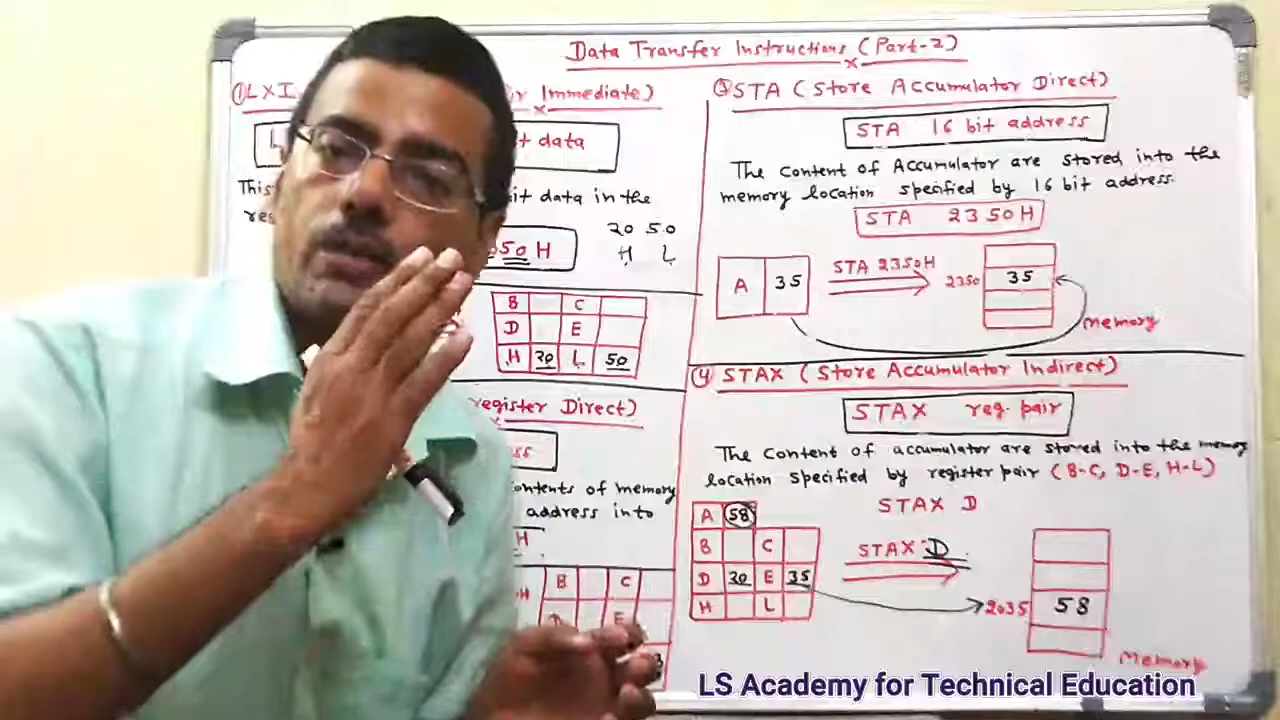 Data Transfer Instructions (Part-2)
① LXI Immediate)
data
This bit data in the
50 H
20 50
H L
B C
D E
H 20 L 50
register Direct)
contents of memory
address into
H
B C
E
③ STA (Store Accumulator Direct)
STA 16 bit address
The content of Accumulator are stored into the
memory location specified by 16 bit address.
STA 2350H
A 35
STA 2350H
2350 35
Memory
④ STAX (Store Accumulator Indirect)
STAX reg. pair
The content of accumulator are stored into the memory
location specified by register pair (B-C, D-E, H-L)
STAX D
A 58
B C
D 20 E 35
H L
STAX D
2035 58
Memory
LS Academy for Technical Education